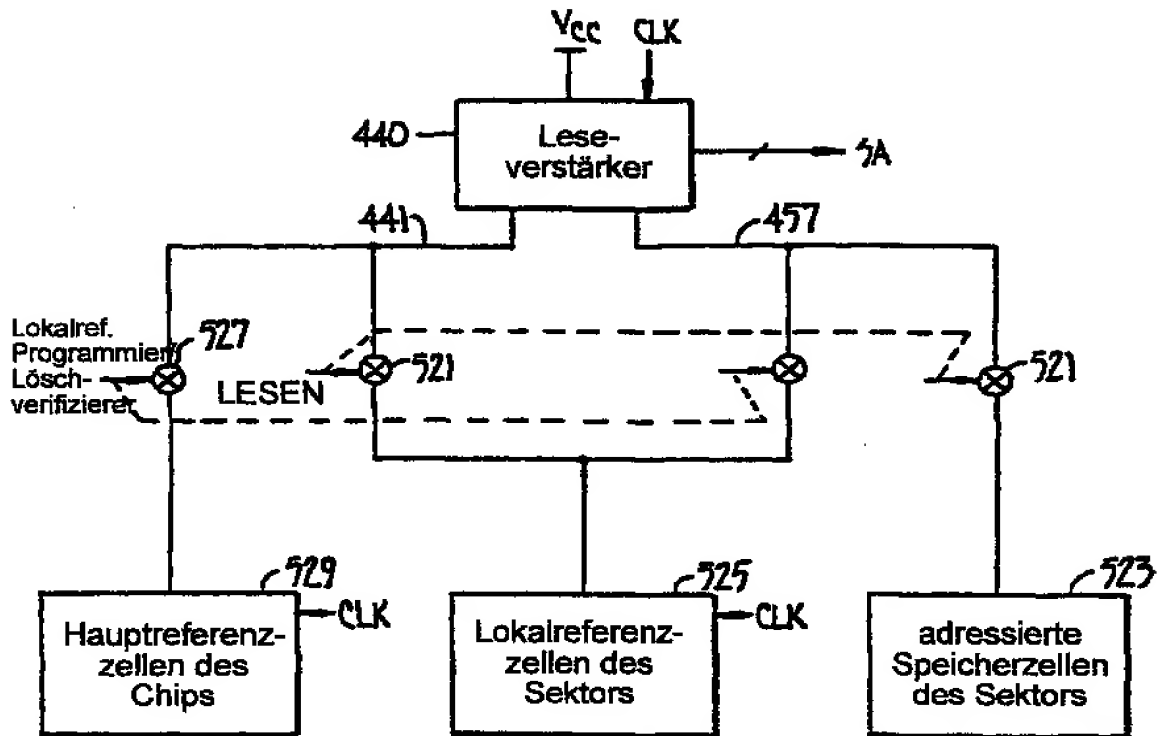 VCC
CLK
440
Lese-
verstärker
SA
441
457
Lokalref.
Programmier/
Lösch-
verifizierer
527
LESEN
521
521
529
CLK
Hauptreferenz-
zellen des
Chips
525
CLK
Lokalreferenz-
zellen des
Sektors
523
adressierte
Speicherzellen
des Sektors